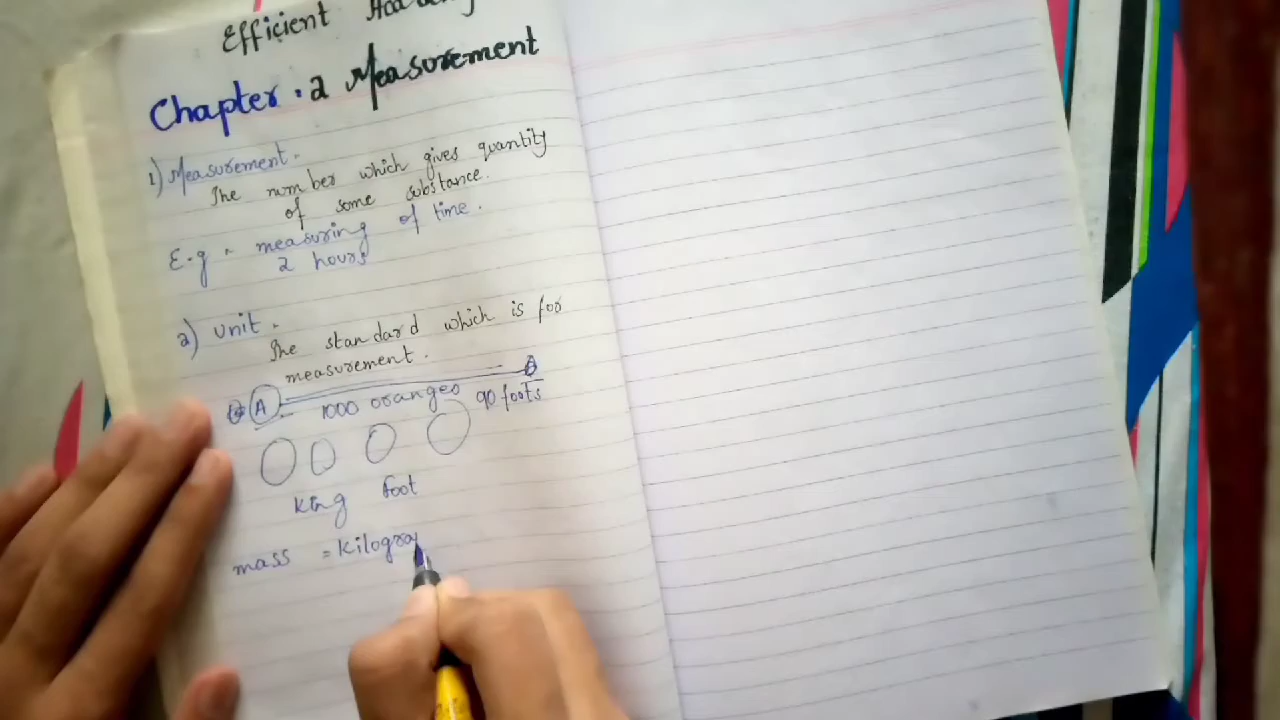 Efficient
Chapter. 2 Measurement
1) Measurement.
The number which gives quantity
of some substance.
E.g. measuring of time.
2 hours
2) Unit.
The standard which is for
measurement.
A B
1000 oranges 90 foots
King foot
mass = Kilogra